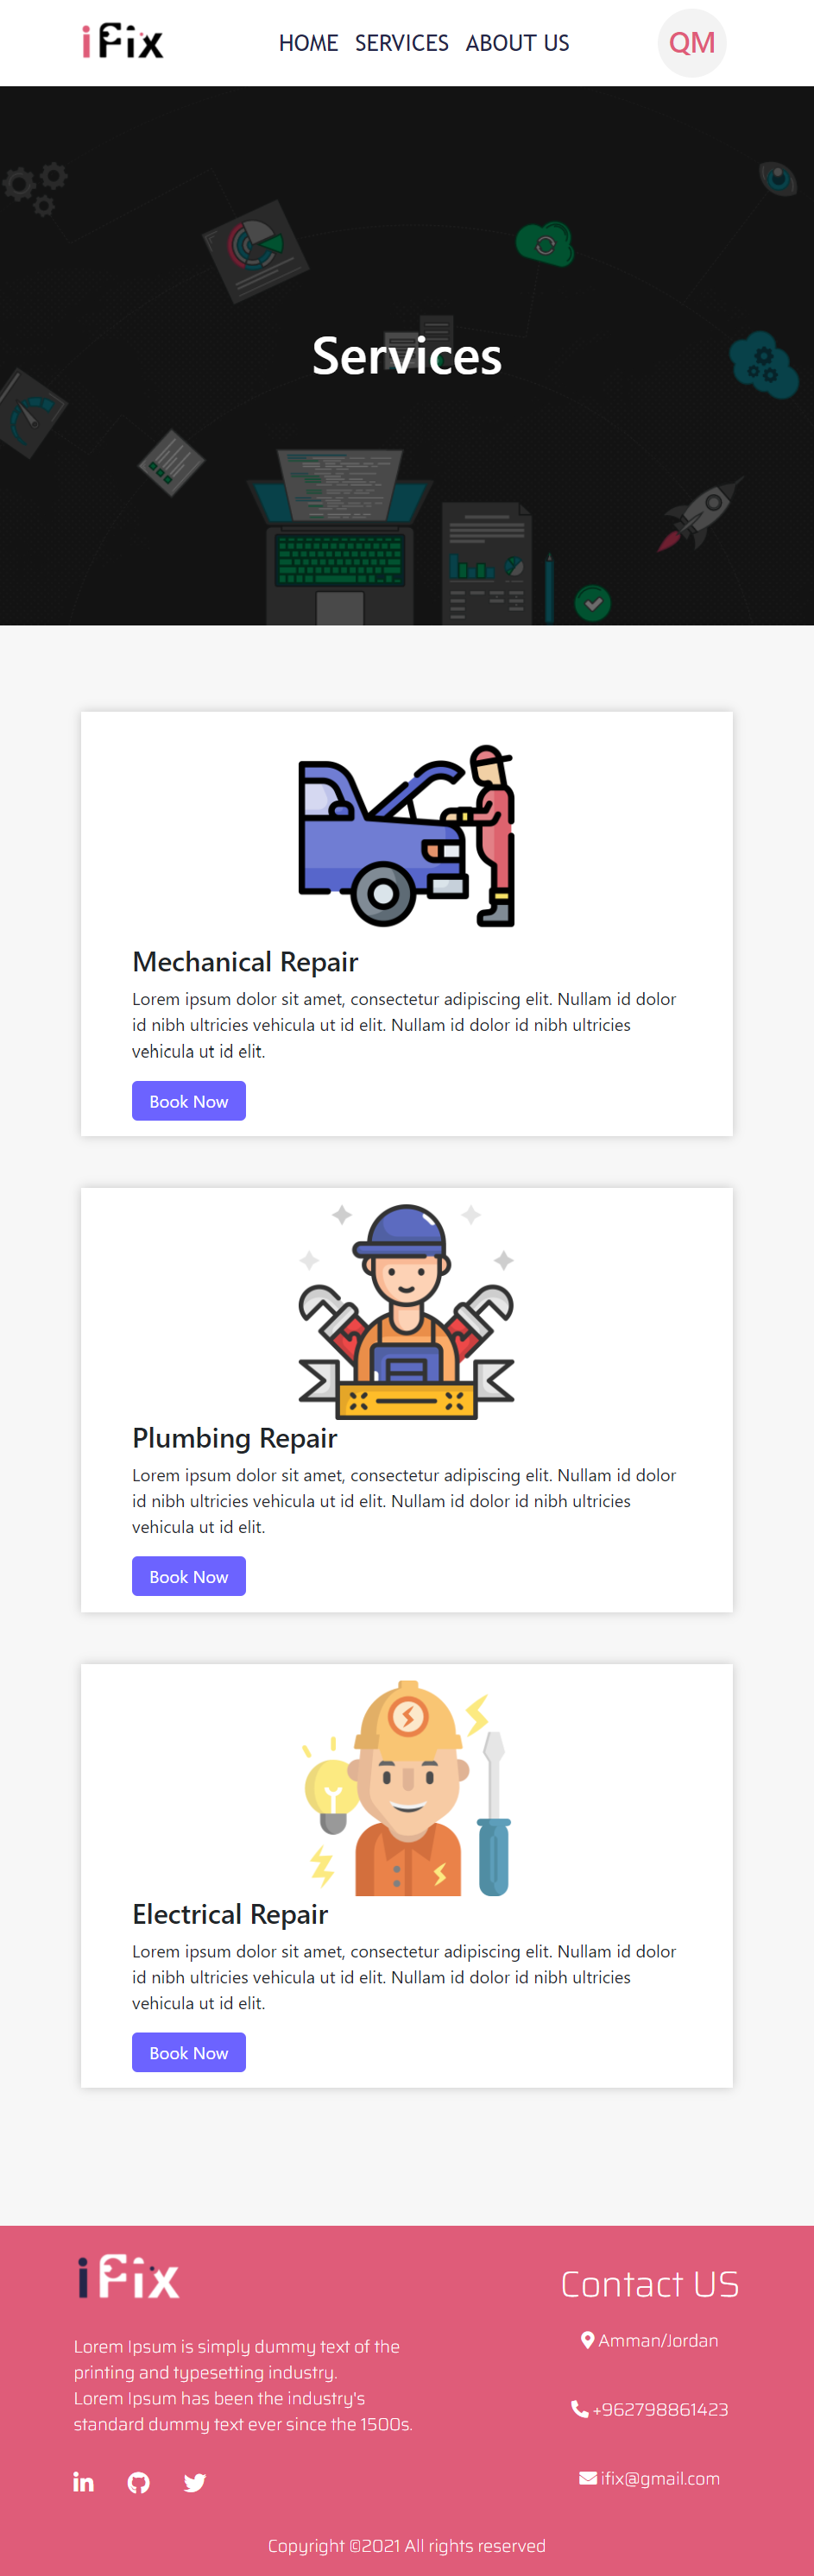 iFix
HOME SERVICES ABOUT US
QM
Services
Mechanical Repair
Lorem ipsum dolor sit amet, consectetur adipiscing elit. Nullam id dolor
id nibh ultricies vehicula ut id elit. Nullam id dolor id nibh ultricies
vehicula ut id elit.
Book Now
Plumbing Repair
Lorem ipsum dolor sit amet, consectetur adipiscing elit. Nullam id dolor
id nibh ultricies vehicula ut id elit. Nullam id dolor id nibh ultricies
vehicula ut id elit.
Book Now
Electrical Repair
Lorem ipsum dolor sit amet, consectetur adipiscing elit. Nullam id dolor
id nibh ultricies vehicula ut id elit. Nullam id dolor id nibh ultricies
vehicula ut id elit.
Book Now
iFix
Lorem Ipsum is simply dummy text of the
printing and typesetting industry.
Lorem Ipsum has been the industry's
standard dummy text ever since the 1500s.
Contact US
Amman/Jordan
+962798861423
ifix@gmail.com
Copyright ©2021 All rights reserved